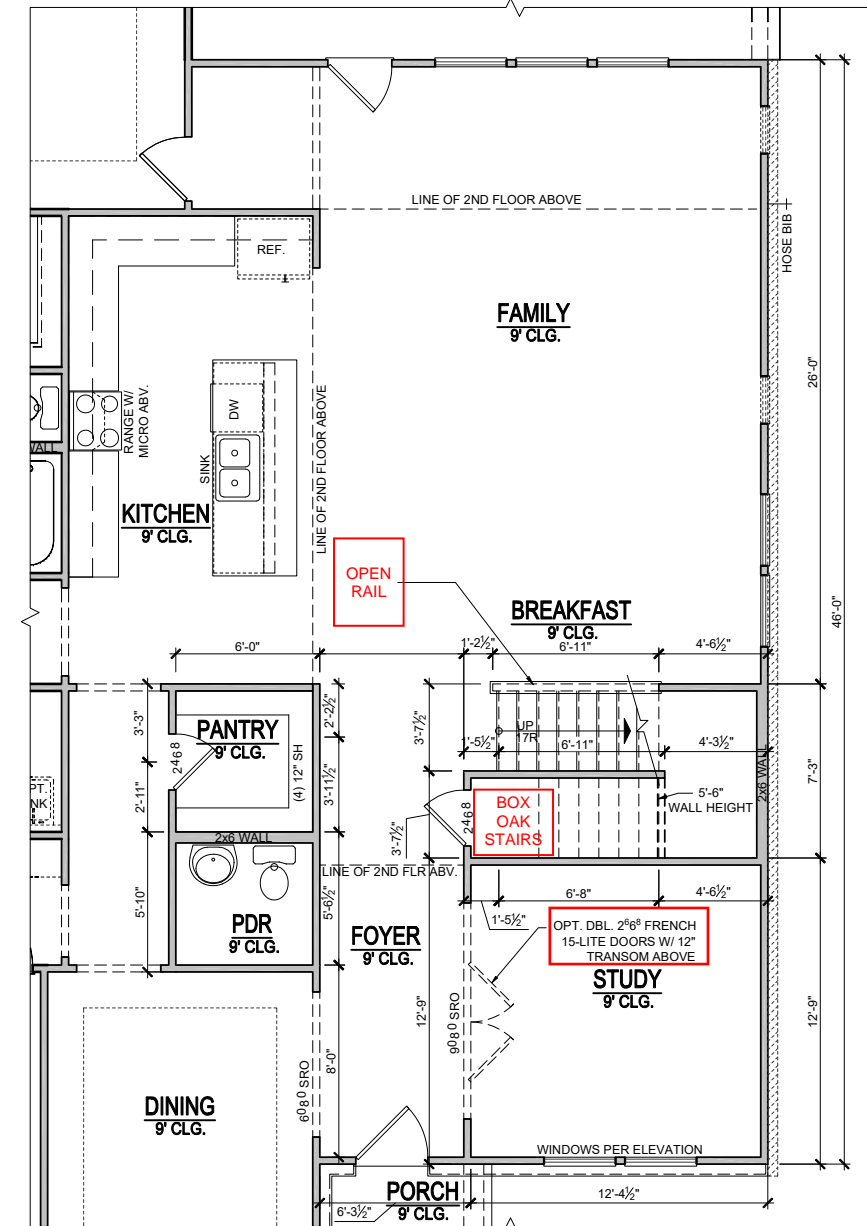 LINE OF 2ND FLOOR ABOVE
REF.
HOSE BIB
FAMILY
9' CLG.
26'-0"
RANGE W/
MICRO ABV.
DW
SINK
LINE OF 2ND FLOOR ABOVE
KITCHEN
9' CLG.
OPEN
RAIL
BREAKFAST
9' CLG.
46'-0"
6'-0"
1'-2½"
6'-11"
4'-6½"
3'-3"
PANTRY
9' CLG.
2'-2½"
3'-7½"
UP
17R
1'-5½"
6'-11"
4'-3½"
2468
(4) 12" SH
3'-11½"
2'-11"
2x6 WALL
7'-3"
BOX
OAK
STAIRS
2468
5'-6"
WALL HEIGHT
3'-7½"
2x6 WALL
LINE OF 2ND FLR ABV.
5'-10"
5'-6½"
6'-8"
4'-6½"
1'-5½"
PDR
9' CLG.
FOYER
9' CLG.
OPT. DBL. 2⁶6⁸ FRENCH
15-LITE DOORS W/ 12"
TRANSOM ABOVE
STUDY
9' CLG.
12'-9"
9080 SRO
12'-9"
8'-0"
6080 SRO
DINING
9' CLG.
WINDOWS PER ELEVATION
PORCH
9' CLG.
6'-3½"
12'-4½"